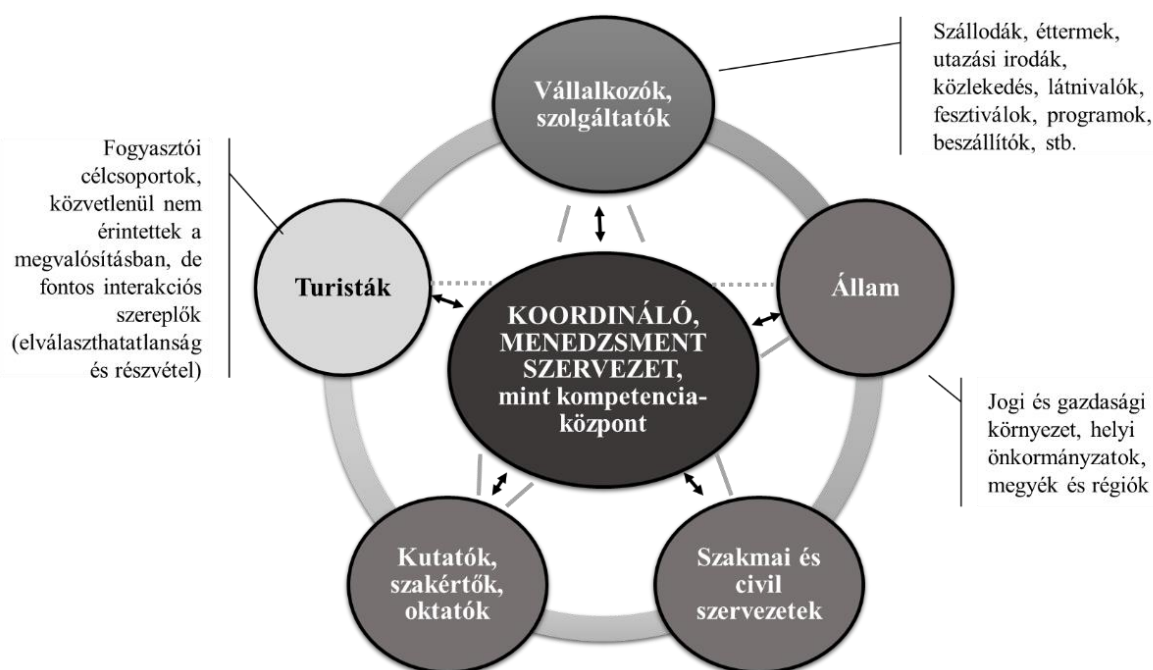 Vállalkozók,
szolgáltatók
Szállodák, éttermek,
utazási irodák,
közlekedés, látnivalók,
fesztiválok, programok,
beszállítók, stb.
Fogyasztói
célcsoportok,
közvetlenül nem
érintettek a
megvalósításban, de
fontos interakciós
szereplők
(elválaszthatatlanság
és részvétel)
Turisták
KOORDINÁLÓ,
MENEDZSMENT
SZERVEZET,
mint kompetencia-
központ
Állam
Jogi és gazdasági
környezet, helyi
önkormányzatok,
megyék és régiók
Kutatók,
szakértők,
oktatók
Szakmai és
civil
szervezetek